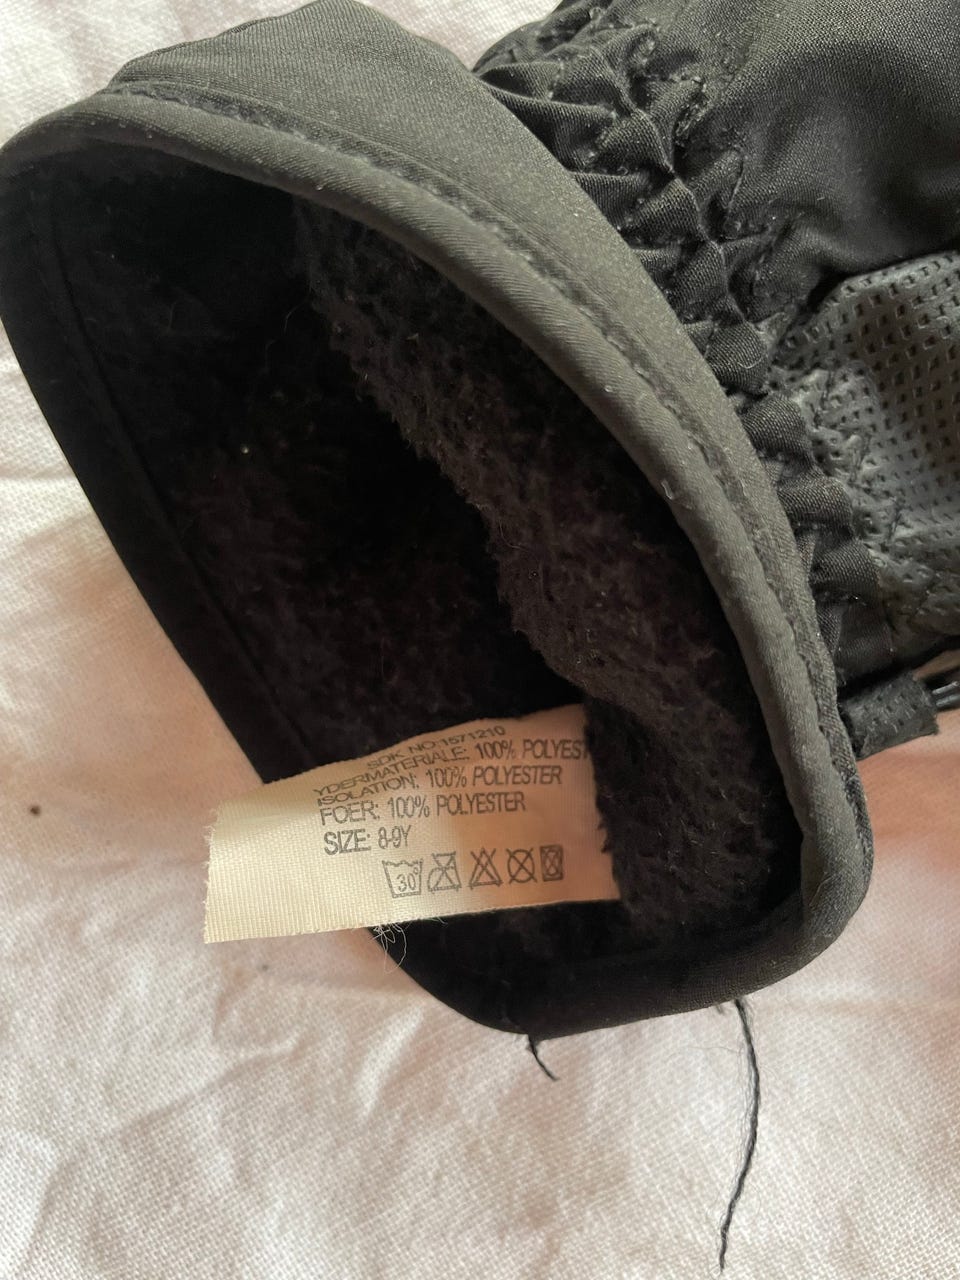 SDK NO:1571210
YDERMATERIALE: 100% POLYEST
ISOLATION: 100% POLYESTER
FOER: 100% POLYESTER
SIZE: 8-9Y
30°